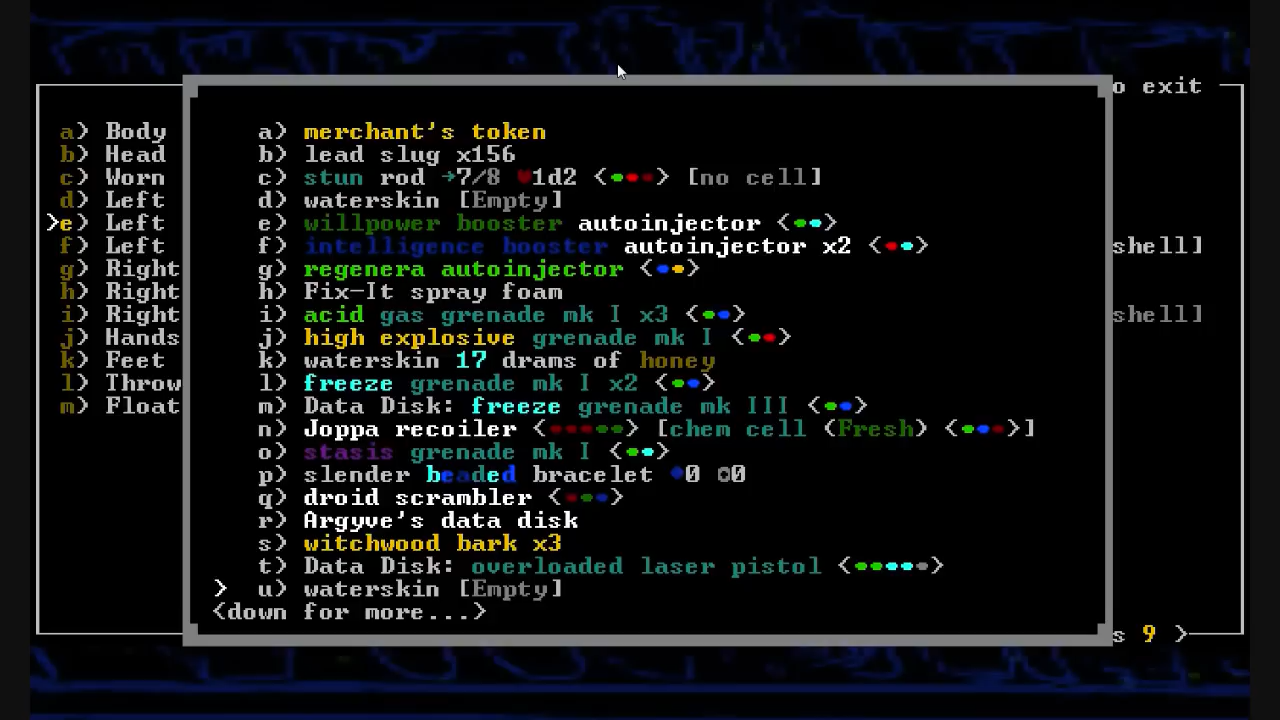 o exit
a) Body
b) Head
c) Worn
d) Left
>e) Left
f) Left
g) Right
h) Right
i) Right
j) Hands
k) Feet
l) Throw
m) Float
a) merchant's token
b) lead slug x156
c) stun rod →7/8 ♥1d2 <•••> [no cell]
d) waterskin [Empty]
e) willpower booster autoinjector <••>
f) intelligence booster autoinjector x2 <••>
g) regenera autoinjector <••>
h) Fix-It spray foam
i) acid gas grenade mk I x3 <••>
j) high explosive grenade mk I <••>
k) waterskin 17 drams of honey
l) freeze grenade mk I x2 <••>
m) Data Disk: freeze grenade mk III <••>
n) Joppa recoiler <•••••> [chem cell (Fresh) <•••>]
o) stasis grenade mk I <••>
p) slender beaded bracelet ♦0 ◘0
q) droid scrambler <•••>
r) Argyve's data disk
s) witchwood bark x3
t) Data Disk: overloaded laser pistol <•••••>
> u) waterskin [Empty]
<down for more...>
shell]
shell]
s 9 >